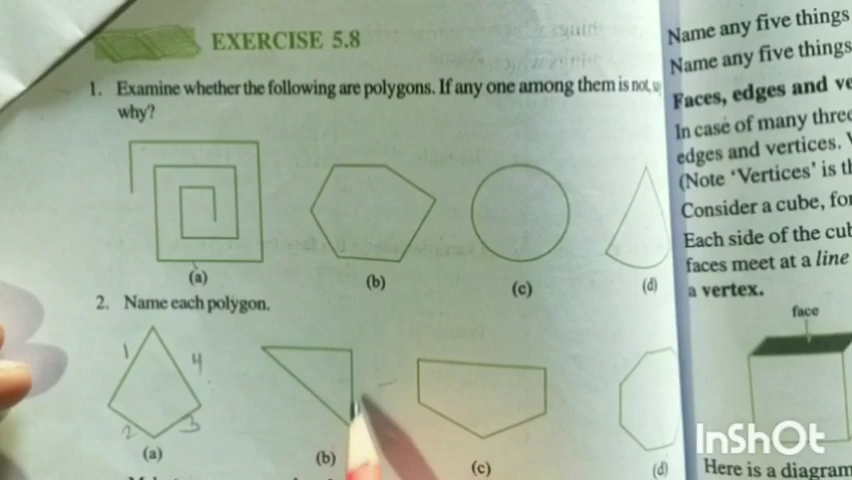 EXERCISE 5.8
1. Examine whether the following are polygons. If any one among them is not,
why?
(a) (b) (c) (d)
2. Name each polygon.
1 4
2 3
(a) (b) (c) (d)
Name any five things
Name any five things
Faces, edges and ve
In case of many three
edges and vertices.
(Note 'Vertices' is th
Consider a cube, for
Each side of the cub
faces meet at a line
a vertex.
face
Here is a diagram
InShOt